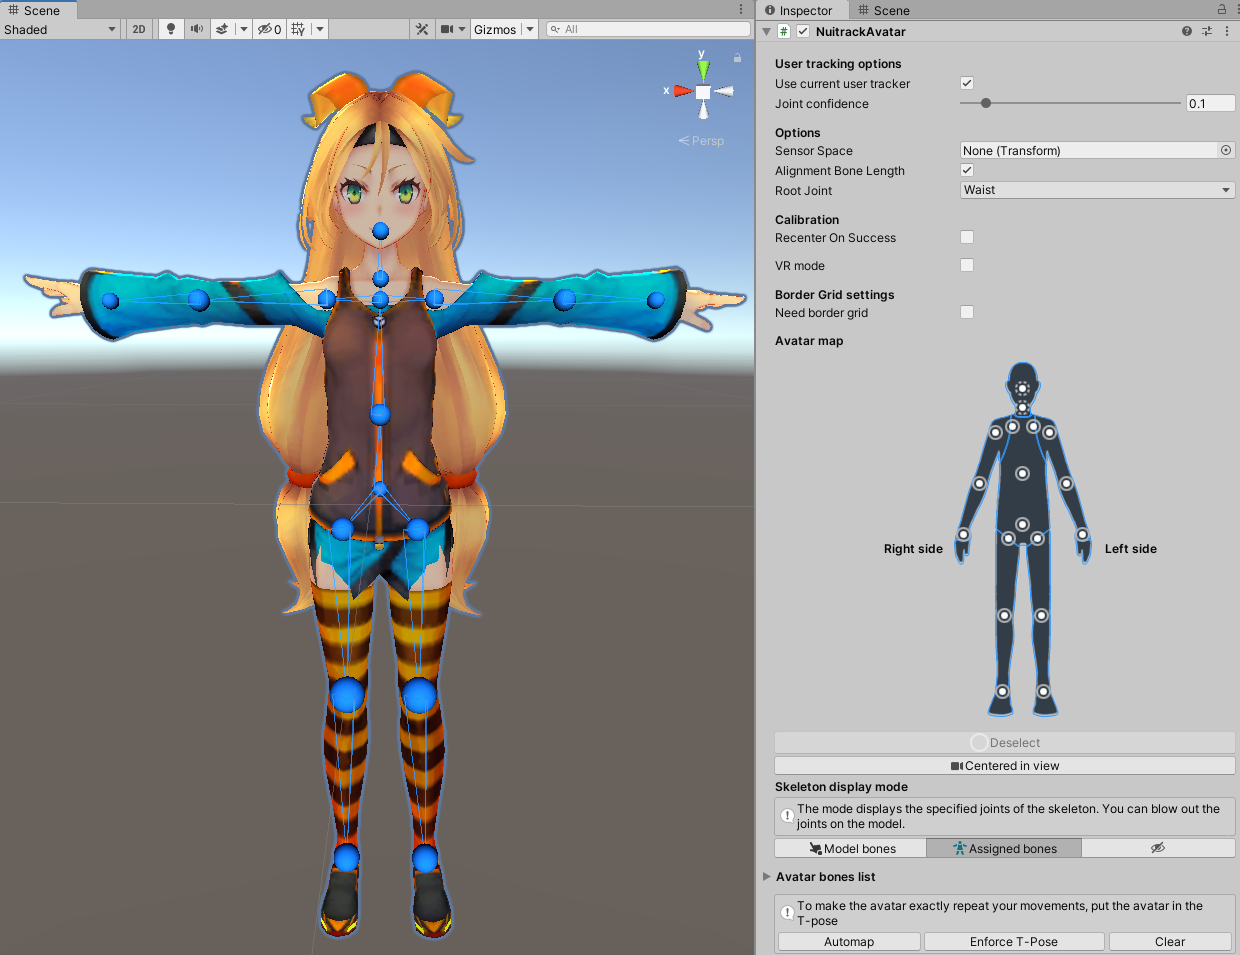 Scene
Shaded
2D
0
Gizmos
All
y
x
Persp
Inspector
Scene
NuitrackAvatar
User tracking options
Use current user tracker
Joint confidence
0.1
Options
Sensor Space
None (Transform)
Alignment Bone Length
Root Joint
Waist
Calibration
Recenter On Success
VR mode
Border Grid settings
Need border grid
Avatar map
Right side
Left side
Deselect
Centered in view
Skeleton display mode
The mode displays the specified joints of the skeleton. You can blow out the
joints on the model.
Model bones
Assigned bones
Avatar bones list
To make the avatar exactly repeat your movements, put the avatar in the
T-pose
Automap
Enforce T-Pose
Clear